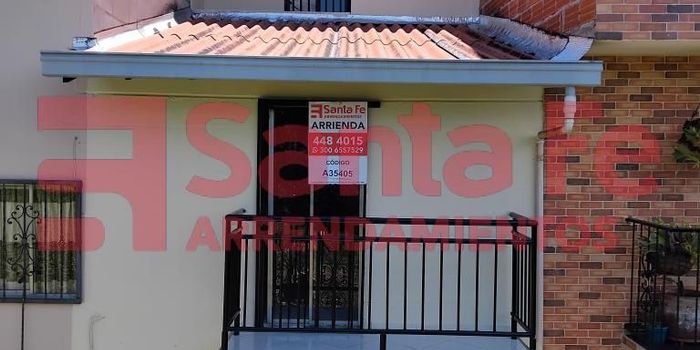 Santa Fe
ARRENDAMIENTOS
ARRIENDA
448 4015
300 6557529
CÓDIGO
A35405
Santa Fe
ARRENDAMIENTOS